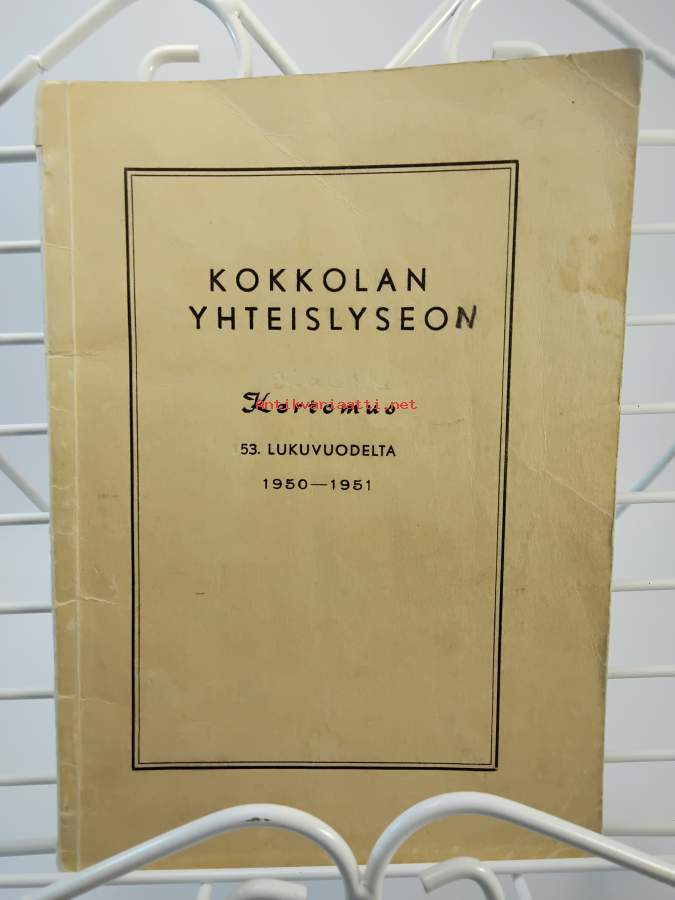 KOKKOLAN
YHTEISLYSEON
Kertomus
antikvariaatti.net
53. LUKUVUODELTA
1950—1951